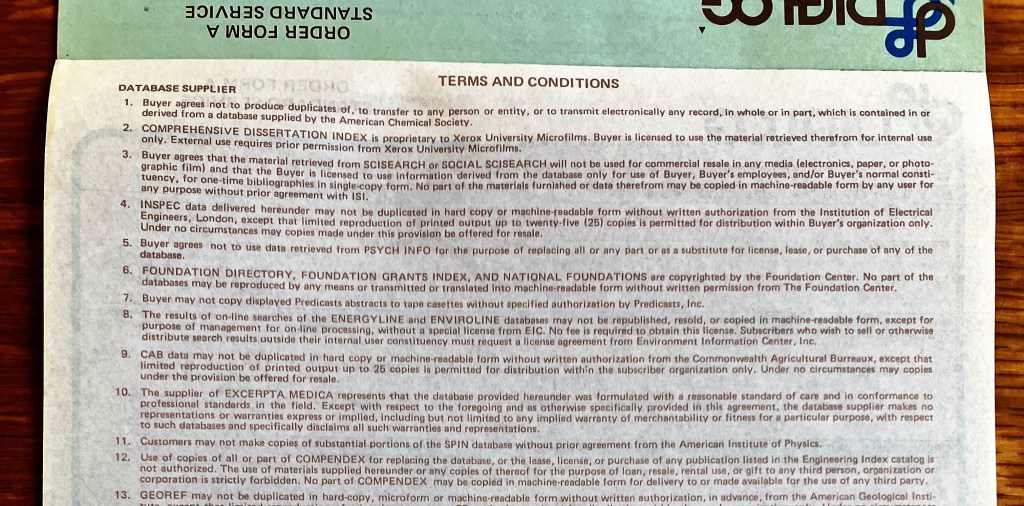 ORDER FORM A
STANDARD SERVICE
DIALOG
TERMS AND CONDITIONS
DATABASE SUPPLIER
1. Buyer agrees not to produce duplicates of, to transfer to any person or entity, or to transmit electronically any record, in whole or in part, which is contained in or
derived from a database supplied by the American Chemical Society.
2. COMPREHENSIVE DISSERTATION INDEX is proprietary to Xerox University Microfilms. Buyer is licensed to use the material retrieved therefrom for internal use
only. External use requires prior permission from Xerox University Microfilms.
3. Buyer agrees that the material retrieved from SCISEARCH or SOCIAL SCISEARCH will not be used for commercial resale in any media (electronics, paper, or photo-
graphic film) and that the Buyer is licensed to use information derived from the database only for use of Buyer, Buyer's employees, and/or Buyer's normal consti-
tuency, for one-time bibliographies in single-copy form. No part of the materials furnished or data therefrom may be copied in machine-readable form by any user for
any purpose without prior agreement with ISI.
4. INSPEC data delivered hereunder may not be duplicated in hard copy or machine-readable form without written authorization from the Institution of Electrical
Engineers, London, except that limited reproduction of printed output up to twenty-five (25) copies is permitted for distribution within Buyer's organization only.
Under no circumstances may copies made under this provision be offered for resale.
5. Buyer agrees not to use data retrieved from PSYCH INFO for the purpose of replacing all or any part or as a substitute for license, lease, or purchase of any of the
database.
6. FOUNDATION DIRECTORY, FOUNDATION GRANTS INDEX, AND NATIONAL FOUNDATIONS are copyrighted by the Foundation Center. No part of the
databases may be reproduced by any means or transmitted or translated into machine-readable form without written permission from The Foundation Center.
7. Buyer may not copy displayed Predicasts abstracts to tape casettes without specified authorization by Predicasts, Inc.
8. The results of on-line searches of the ENERGYLINE and ENVIROLINE databases may not be republished, resold, or copied in machine-readable form, except for
purpose of management for on-line processing, without a special license from EIC. No fee is required to obtain this license. Subscribers who wish to sell or otherwise
distribute search results outside their internal user constituency must request a license agreement from Environment Information Center, Inc.
9. CAB data may not be duplicated in hard copy or machine-readable form without written authorization from the Commonwealth Agricultural Burreaux, except that
limited reproduction of printed output up to 25 copies is permitted for distribution within the subscriber organization only. Under no circumstances may copies
under the provision be offered for resale.
10. The supplier of EXCERPTA MEDICA represents that the database provided hereunder was formulated with a reasonable standard of care and in conformance to
professional standards in the field. Except with respect to the foregoing and as otherwise specifically provided in this agreement, the database supplier makes no
representations or warranties express or implied, including but not limited to any implied warranty of merchantability or fitness for a particular purpose, with respect
to such databases and specifically disclaims all such warranties and representations.
11. Customers may not make copies of substantial portions of the SPIN database without prior agreement from the American Institute of Physics.
12. Use of copies of all or part of COMPENDEX for replacing the database, or the lease, license, or purchase of any publication listed in the Engineering Index catalog is
not authorized. The use of materials supplied hereunder or any copies of thereof for the purpose of loan, resale, rental use, or gift to any third person, organization or
corporation is strictly forbidden. No part of COMPENDEX may be copied in machine-readable form for delivery to or made available for the use of any third party.
13. GEOREF may not be duplicated in hard-copy, microform or machine-readable form without written authorization, in advance, from the American Geological Insti-